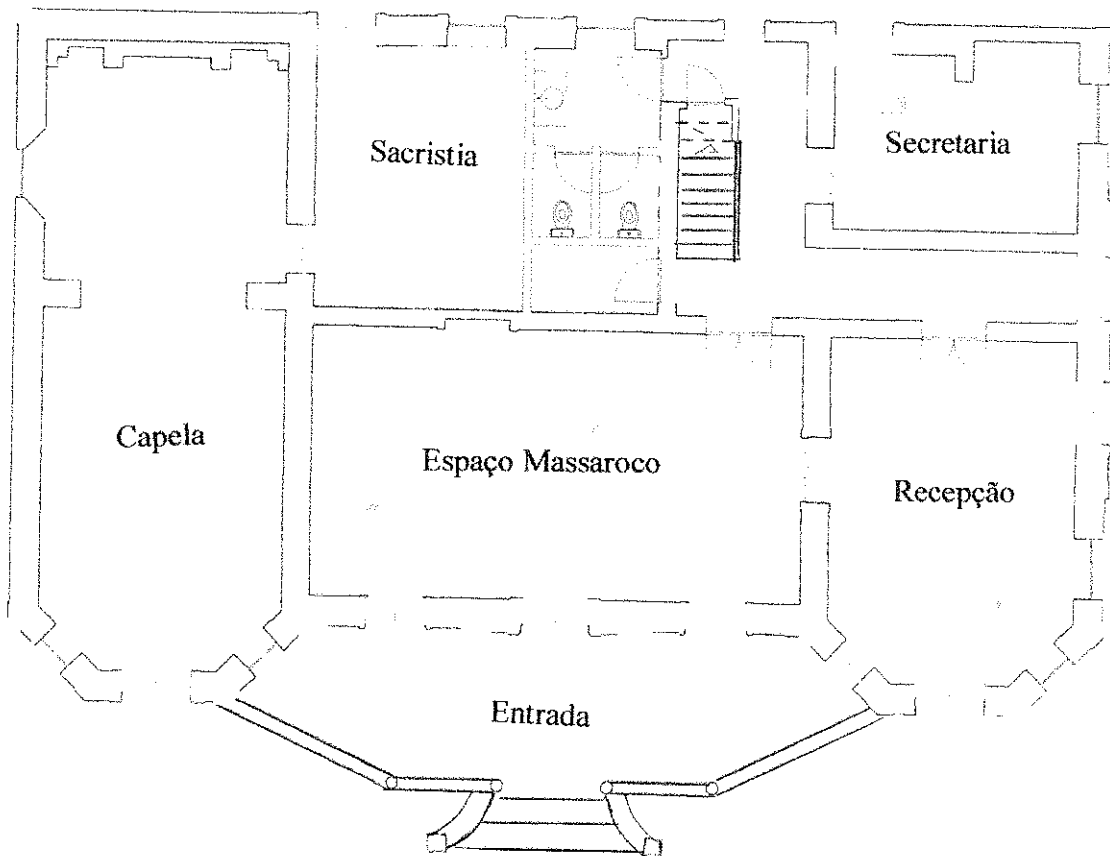 Sacristia
Secretaria
Capela
Espaço Massaroco
Recepção
Entrada